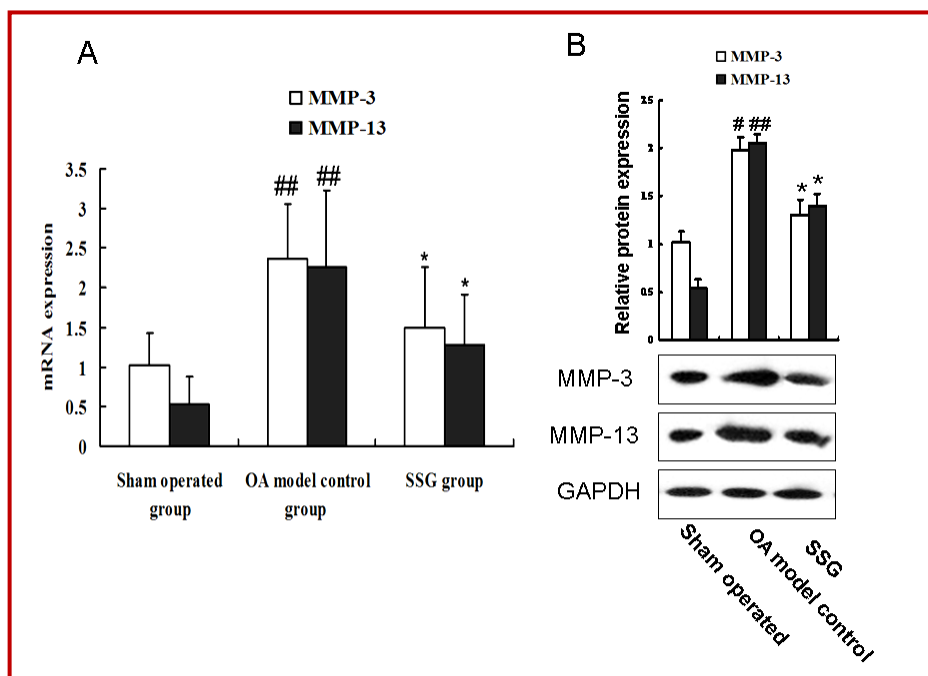 A
MMP-3
MMP-13
mRNA expression
3.5
3
2.5
2
1.5
1
0.5
0
##
##
*
*
Sham operated
group
OA model control
group
SSG group
B
MMP-3
MMP-13
Relative protein expression
2.5
2
1.5
1
0.5
0
# ##
* *
MMP-3
MMP-13
GAPDH
Sham operated
OA model control
SSG